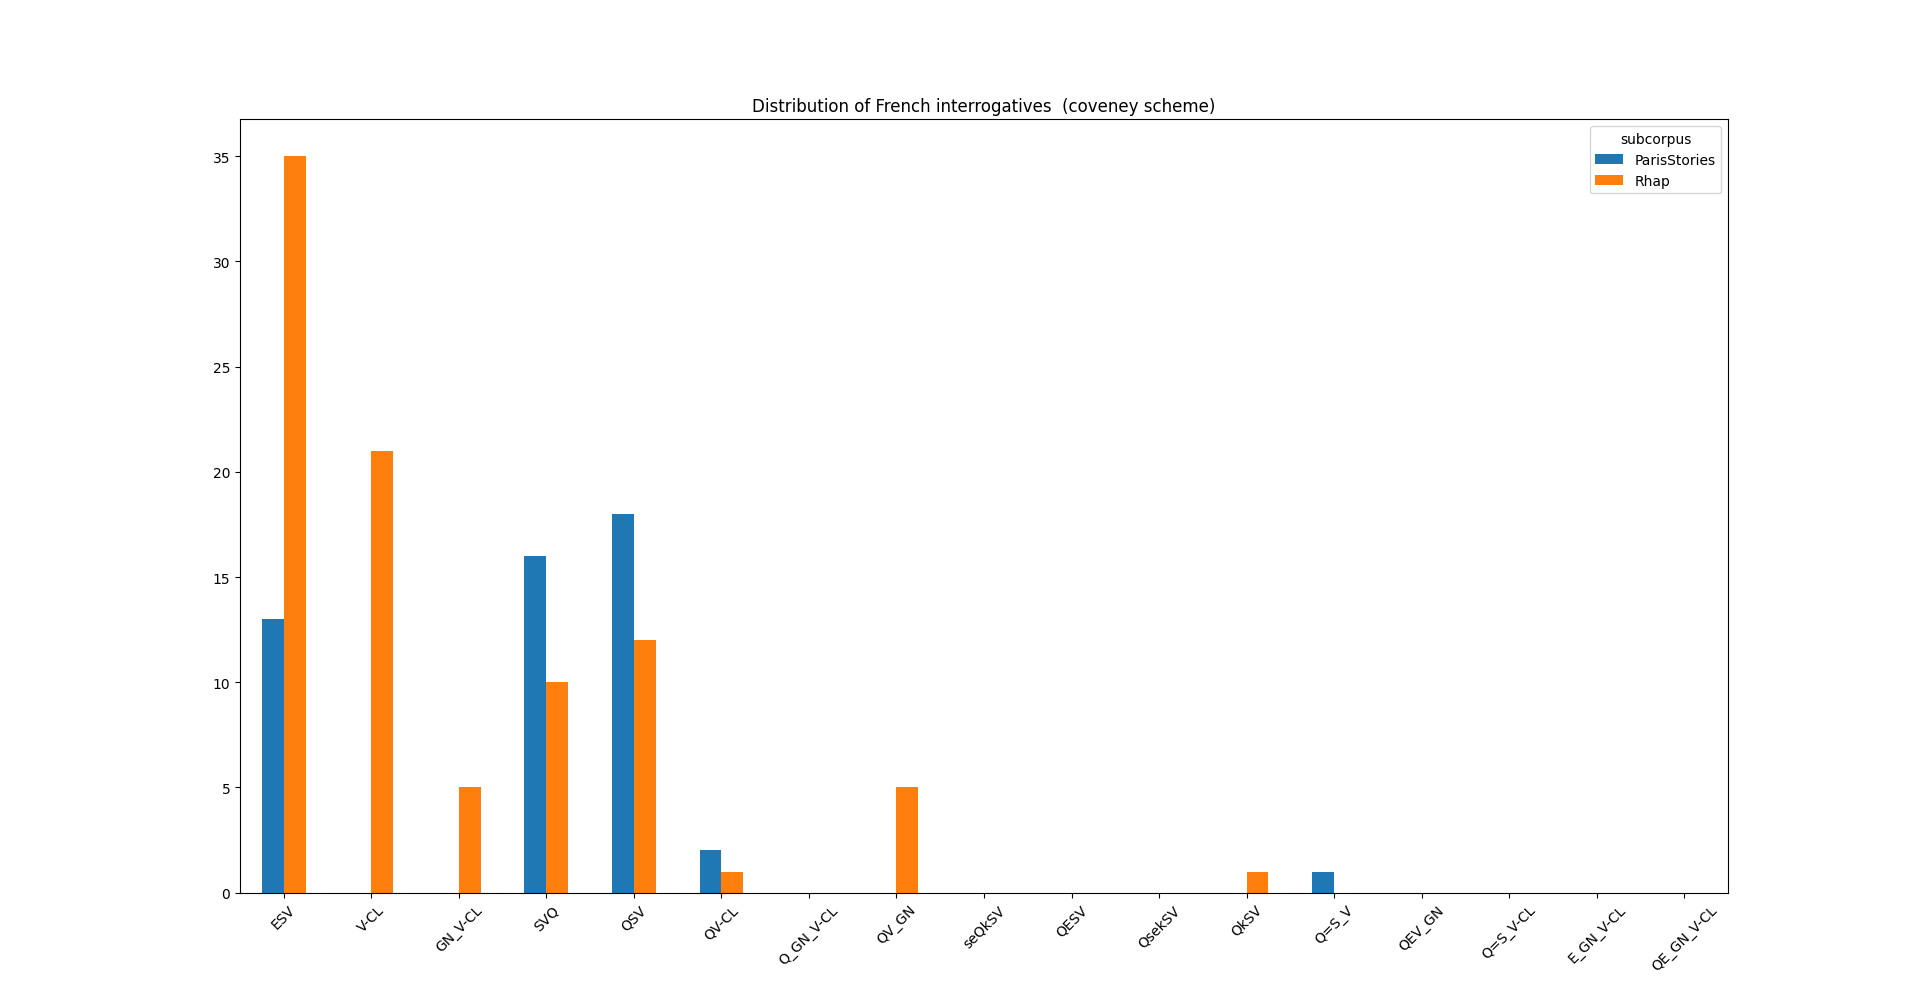 Distribution of French interrogatives  (coveney scheme)
subcorpus
ParisStories
Rhap
35
30
25
20
15
10
5
0
ESV
V-CL
GN_V-CL
SVQ
QSV
QV-CL
Q_GN_V-CL
QV_GN
seQkSV
QESV
QsekSV
QkSV
Q=S_V
QEV_GN
Q=S_V-CL
E_GN_V-CL
QE_GN_V-CL